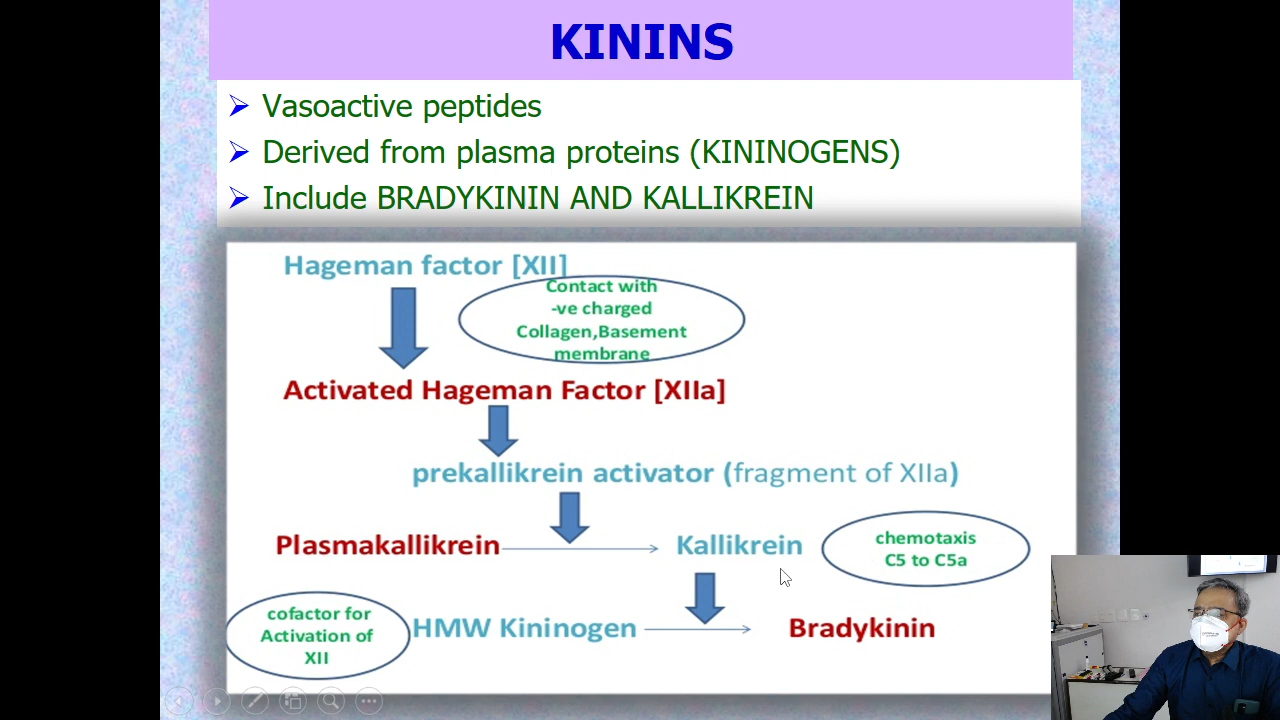 KININS
Vasoactive peptides
Derived from plasma proteins (KININOGENS)
Include BRADYKININ AND KALLIKREIN
Hageman factor [XII]
Contact with
-ve charged
Collagen,Basement
membrane
Activated Hageman Factor [XIIa]
prekallikrein activator (fragment of XIIa)
Plasmakallikrein
Kallikrein
chemotaxis
C5 to C5a
cofactor for
Activation of
XII
HMW Kininogen
Bradykinin